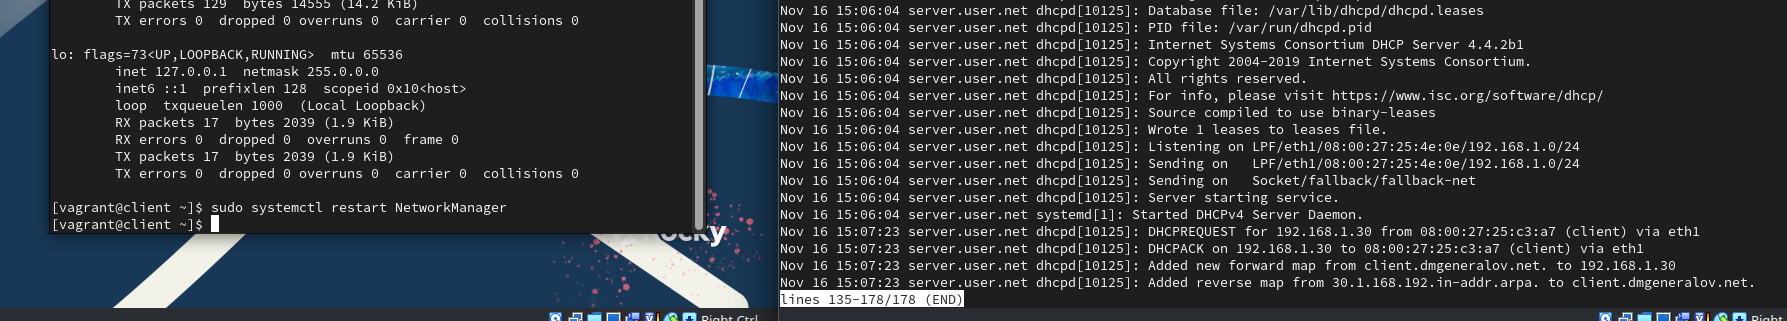 TX packets 129  bytes 14555 (14.2 KiB)
TX errors 0  dropped 0 overruns 0  carrier 0  collisions 0
lo: flags=73<UP,LOOPBACK,RUNNING>  mtu 65536
inet 127.0.0.1  netmask 255.0.0.0
inet6 ::1  prefixlen 128  scopeid 0x10<host>
loop  txqueuelen 1000  (Local Loopback)
RX packets 17  bytes 2039 (1.9 KiB)
RX errors 0  dropped 0  overruns 0  frame 0
TX packets 17  bytes 2039 (1.9 KiB)
TX errors 0  dropped 0 overruns 0  carrier 0  collisions 0
[vagrant@client ~]$ sudo systemctl restart NetworkManager
[vagrant@client ~]$
Right Ctrl
Nov 16 15:06:04 server.user.net dhcpd[10125]: Database file: /var/lib/dhcpd/dhcpd.leases
Nov 16 15:06:04 server.user.net dhcpd[10125]: PID file: /var/run/dhcpd.pid
Nov 16 15:06:04 server.user.net dhcpd[10125]: Internet Systems Consortium DHCP Server 4.4.2b1
Nov 16 15:06:04 server.user.net dhcpd[10125]: Copyright 2004-2019 Internet Systems Consortium.
Nov 16 15:06:04 server.user.net dhcpd[10125]: All rights reserved.
Nov 16 15:06:04 server.user.net dhcpd[10125]: For info, please visit https://www.isc.org/software/dhcp/
Nov 16 15:06:04 server.user.net dhcpd[10125]: Source compiled to use binary-leases
Nov 16 15:06:04 server.user.net dhcpd[10125]: Wrote 1 leases to leases file.
Nov 16 15:06:04 server.user.net dhcpd[10125]: Listening on LPF/eth1/08:00:27:25:4e:0e/192.168.1.0/24
Nov 16 15:06:04 server.user.net dhcpd[10125]: Sending on   LPF/eth1/08:00:27:25:4e:0e/192.168.1.0/24
Nov 16 15:06:04 server.user.net dhcpd[10125]: Sending on   Socket/fallback/fallback-net
Nov 16 15:06:04 server.user.net dhcpd[10125]: Server starting service.
Nov 16 15:06:04 server.user.net systemd[1]: Started DHCPv4 Server Daemon.
Nov 16 15:07:23 server.user.net dhcpd[10125]: DHCPREQUEST for 192.168.1.30 from 08:00:27:25:c3:a7 (client) via eth1
Nov 16 15:07:23 server.user.net dhcpd[10125]: DHCPACK on 192.168.1.30 to 08:00:27:25:c3:a7 (client) via eth1
Nov 16 15:07:23 server.user.net dhcpd[10125]: Added new forward map from client.dmgeneralov.net. to 192.168.1.30
Nov 16 15:07:23 server.user.net dhcpd[10125]: Added reverse map from 30.1.168.192.in-addr.arpa. to client.dmgeneralov.net.
lines 135-178/178 (END)
Right